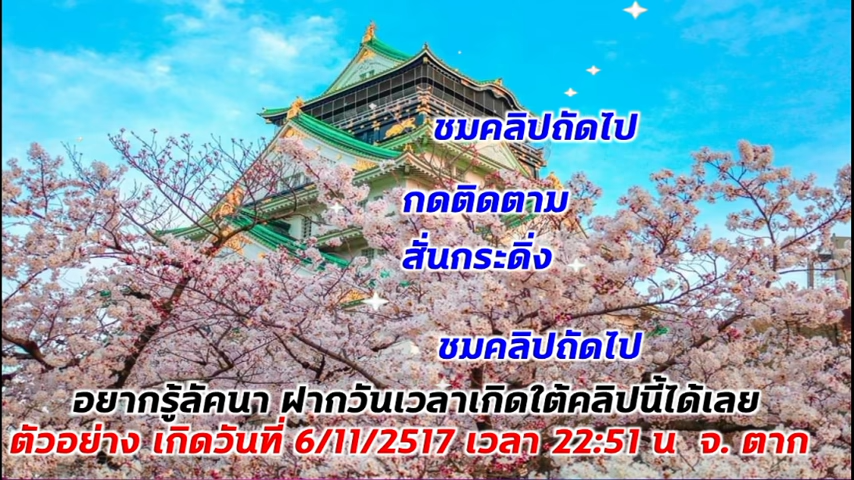 ชมคลิปถัดไป
กดติดตาม
สั่นกระดิ่ง
ชมคลิปถัดไป
อยากรู้ลัคนา ฝากวันเวลาเกิดใต้คลิปนี้ได้เลย
ตัวอย่าง เกิดวันที่ 6/11/2517 เวลา 22:51 น จ. ตาก